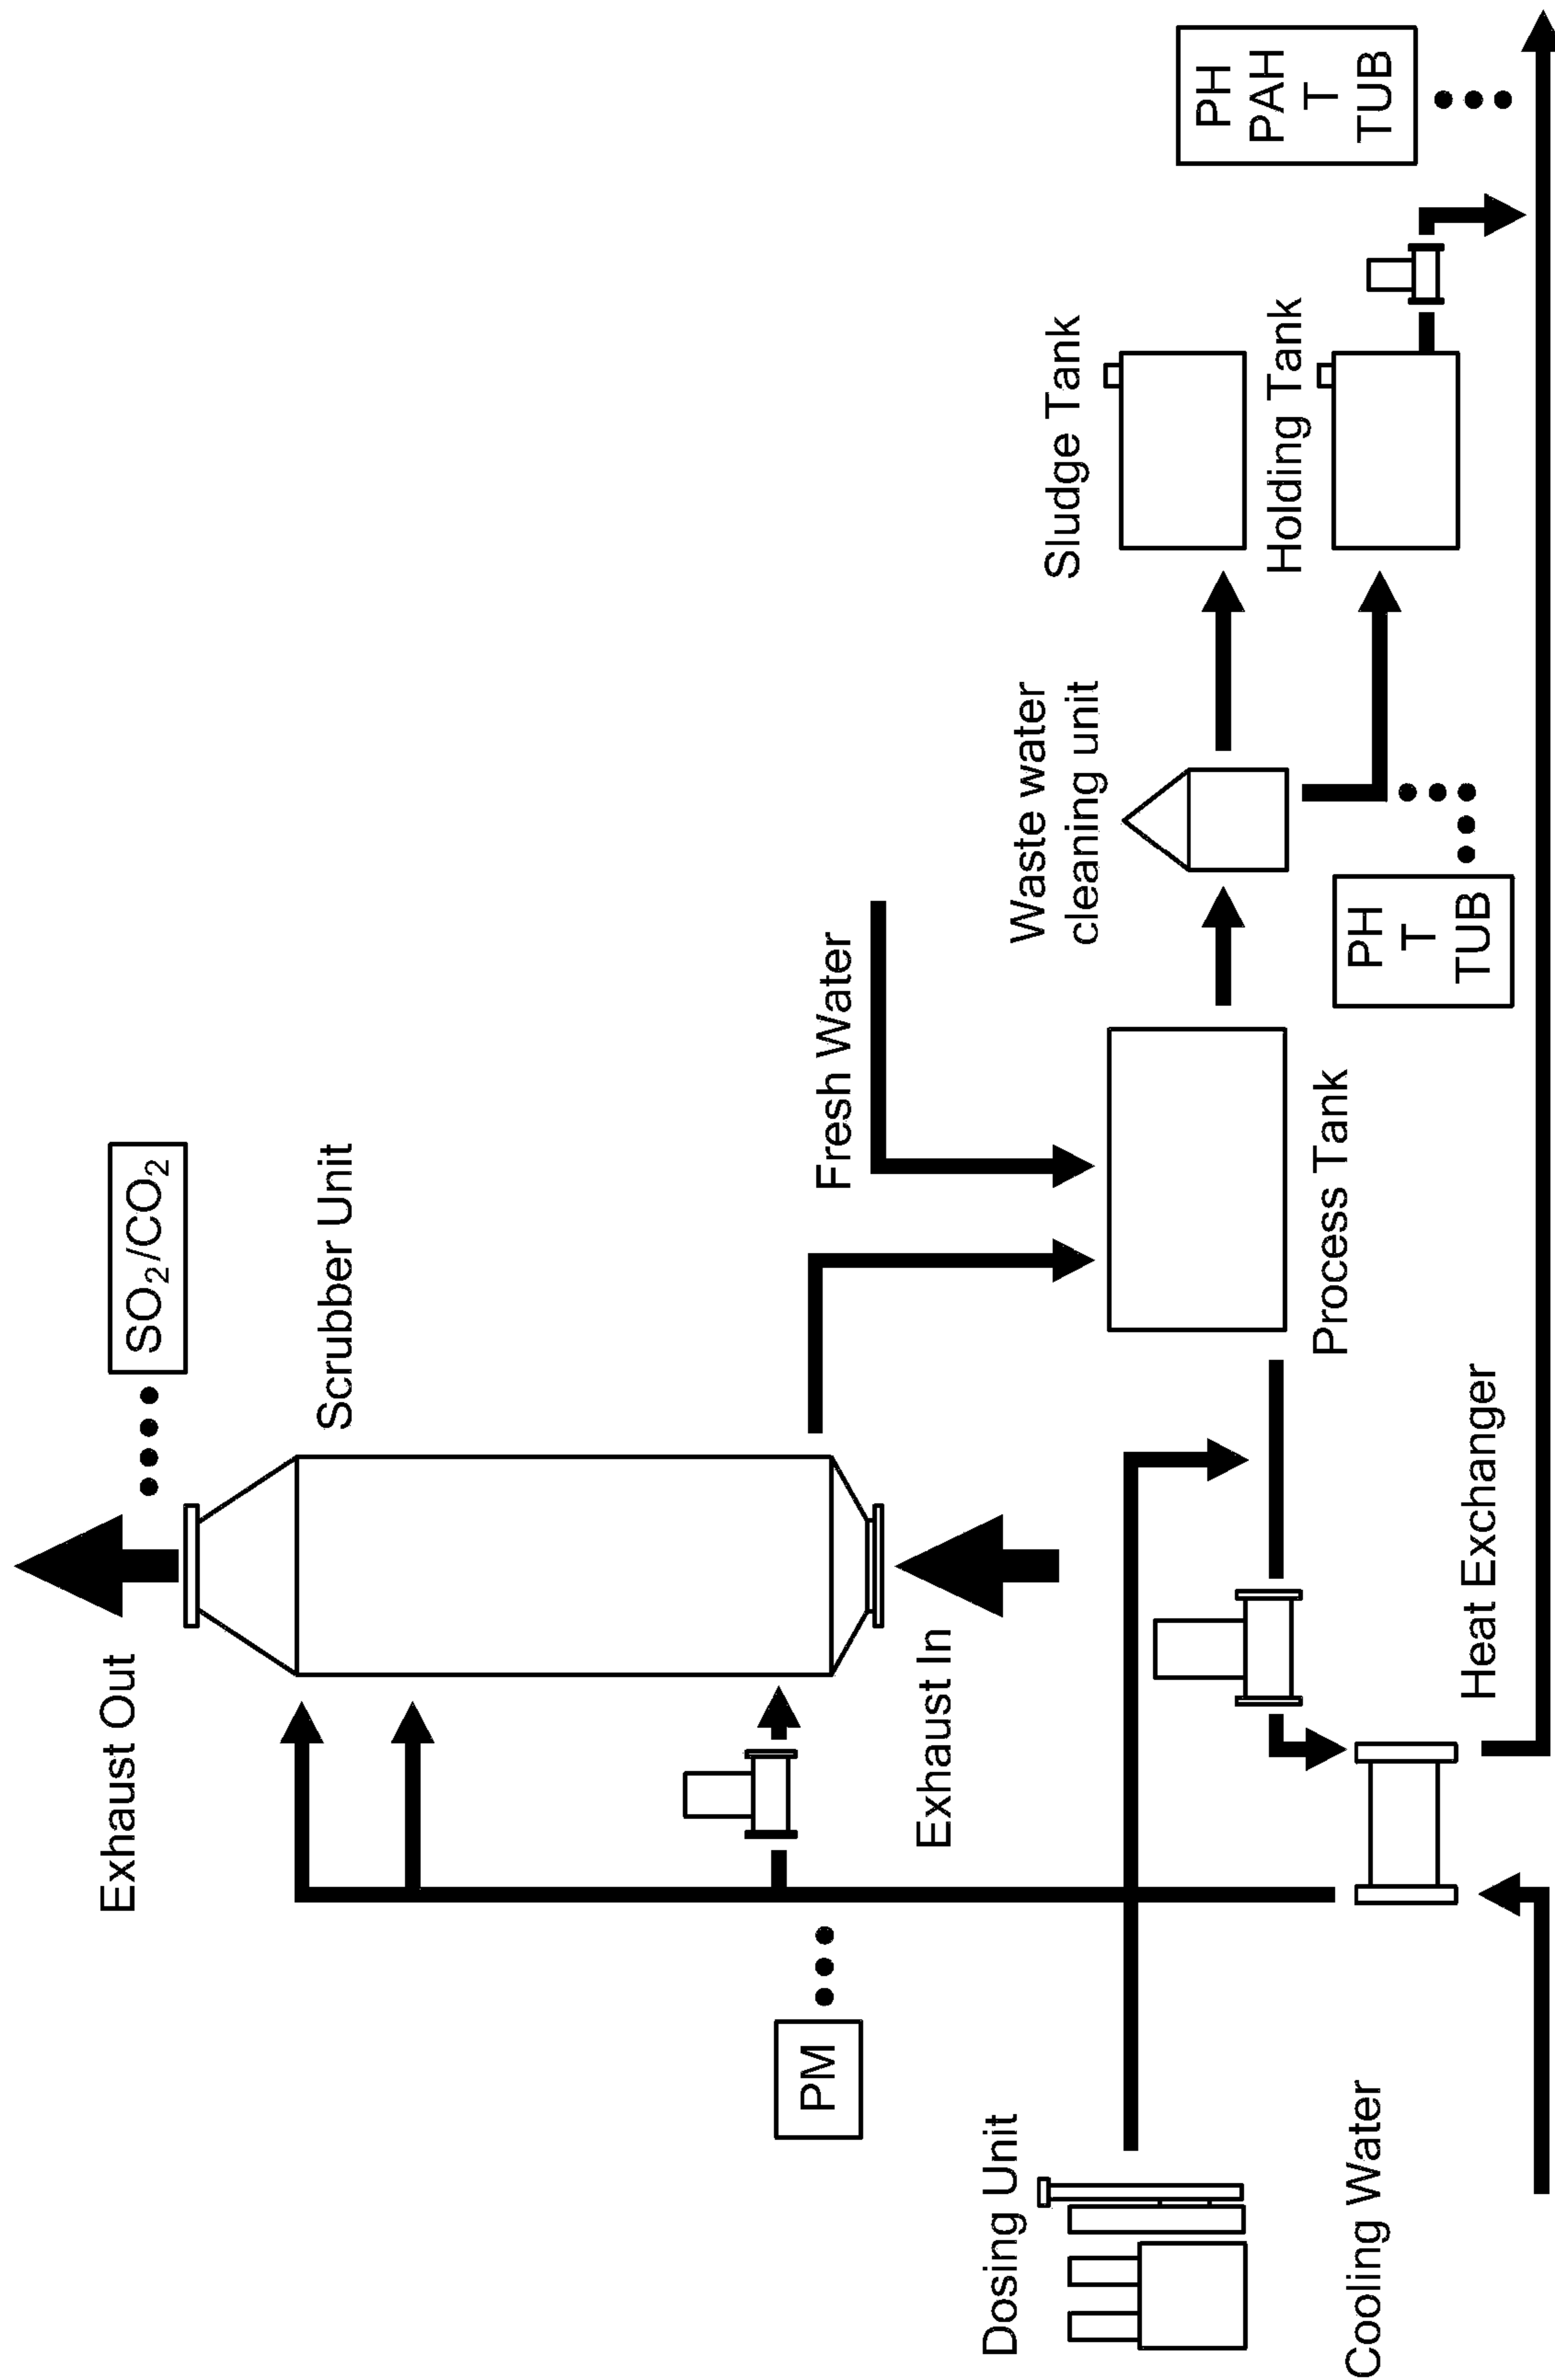 Exhaust Out
SO₂/CO₂
Scrubber Unit
PM
Exhaust In
Fresh Water
Dosing Unit
Waste water
cleaning unit
Sludge Tank
Holding Tank
PH
PAH
T
TUB
Process Tank
PH
T
TUB
Cooling Water
Heat Exchanger